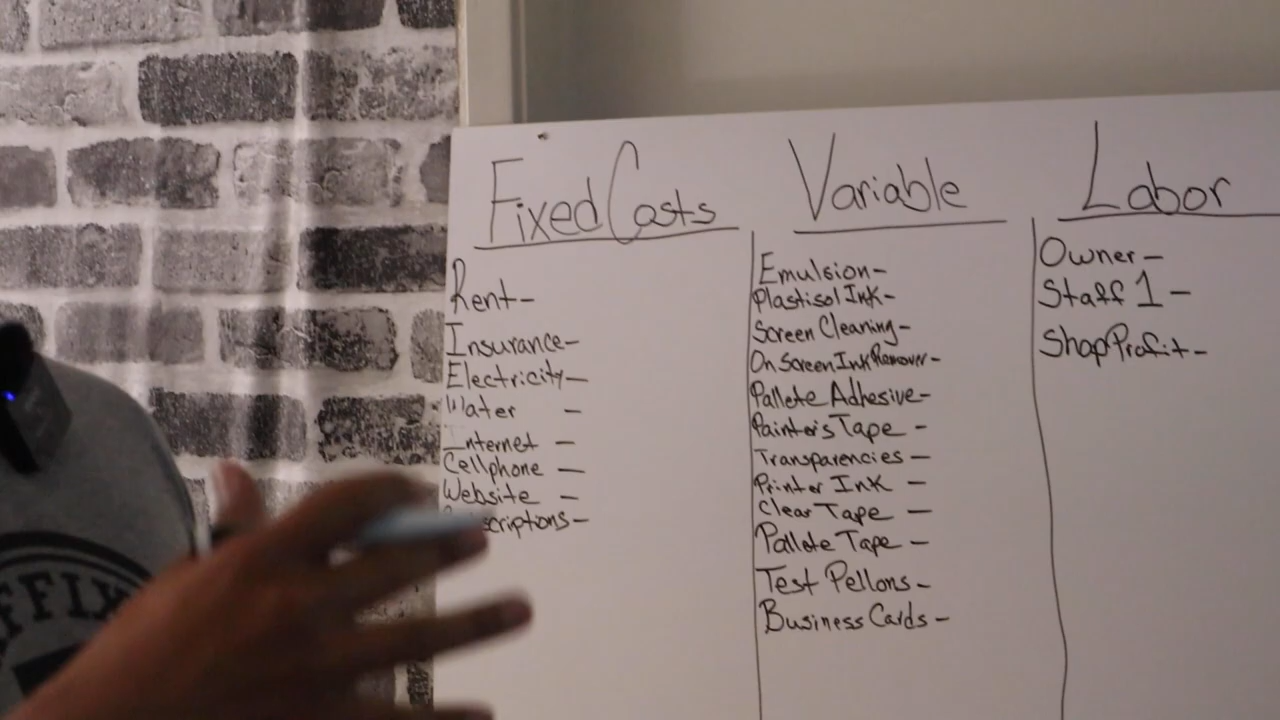 Fixed Costs
Rent-
Insurance-
Electricity-
Water -
Internet -
Cellphone -
Website -
scriptions-
Variable
Emulsion-
Plastisol Ink-
Screen Cleaning-
On Screen Ink Remover-
Pallete Adhesive-
Painter's Tape -
Transparencies -
Printer Ink -
Clear Tape -
Pallete Tape -
Test Pellons-
Business Cards-
Labor
Owner-
Staff 1 -
Shop Profit-
FFIX